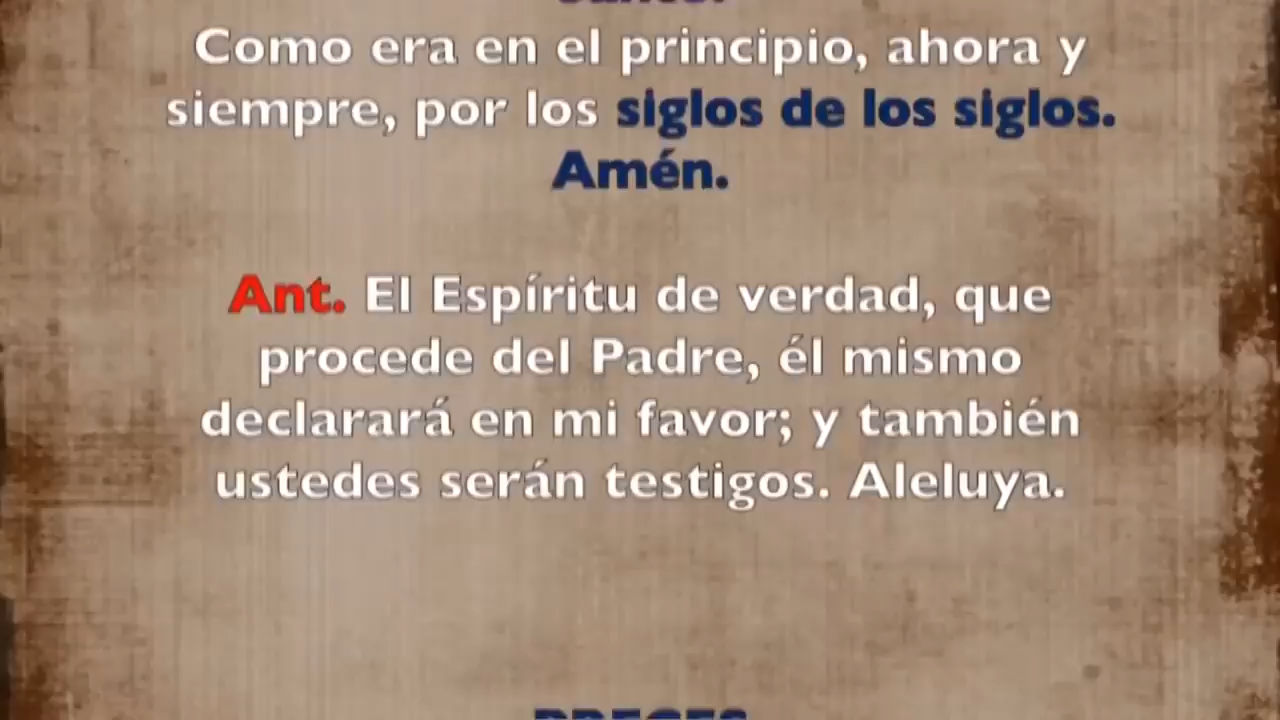 Como era en el principio, ahora y
siempre, por los siglos de los siglos.
Amén.
Ant. El Espíritu de verdad, que
procede del Padre, él mismo
declarará en mi favor; y también
ustedes serán testigos. Aleluya.